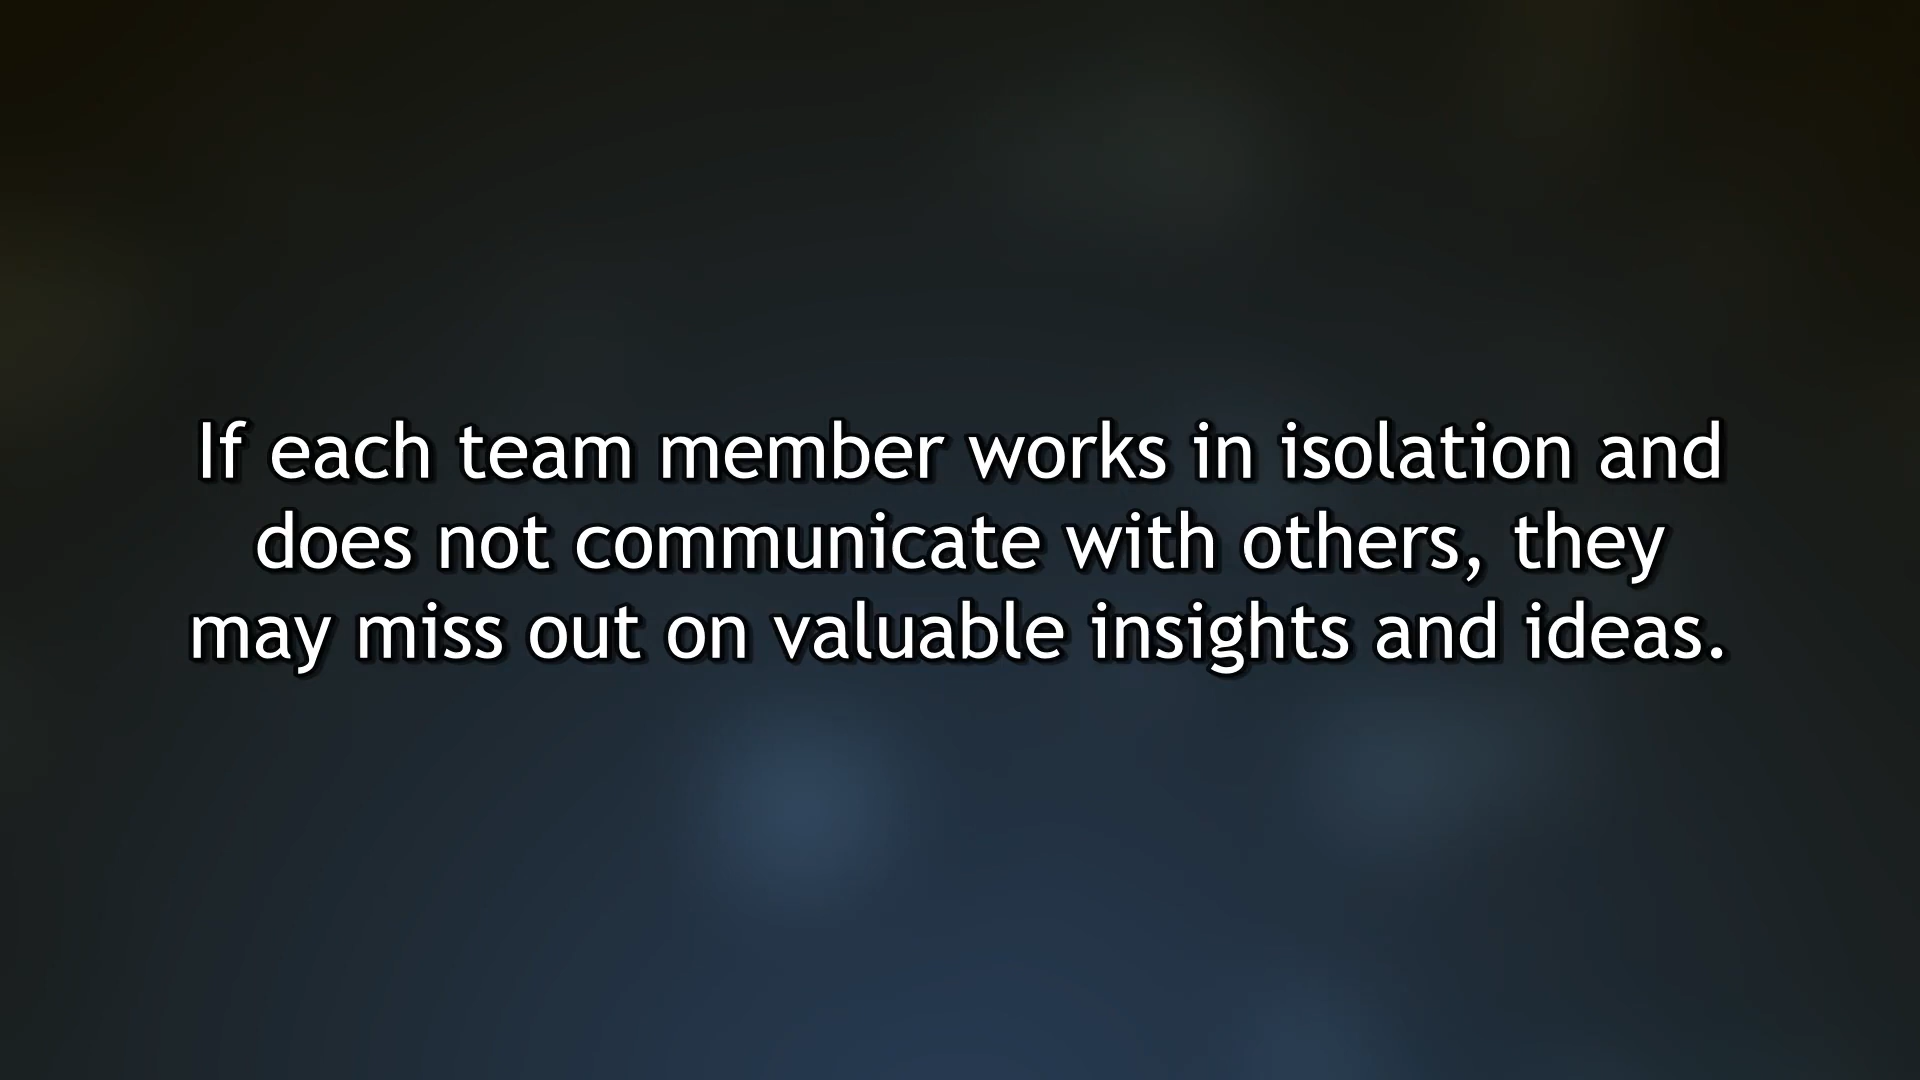 If each team member works in isolation and
does not communicate with others, they
may miss out on valuable insights and ideas.